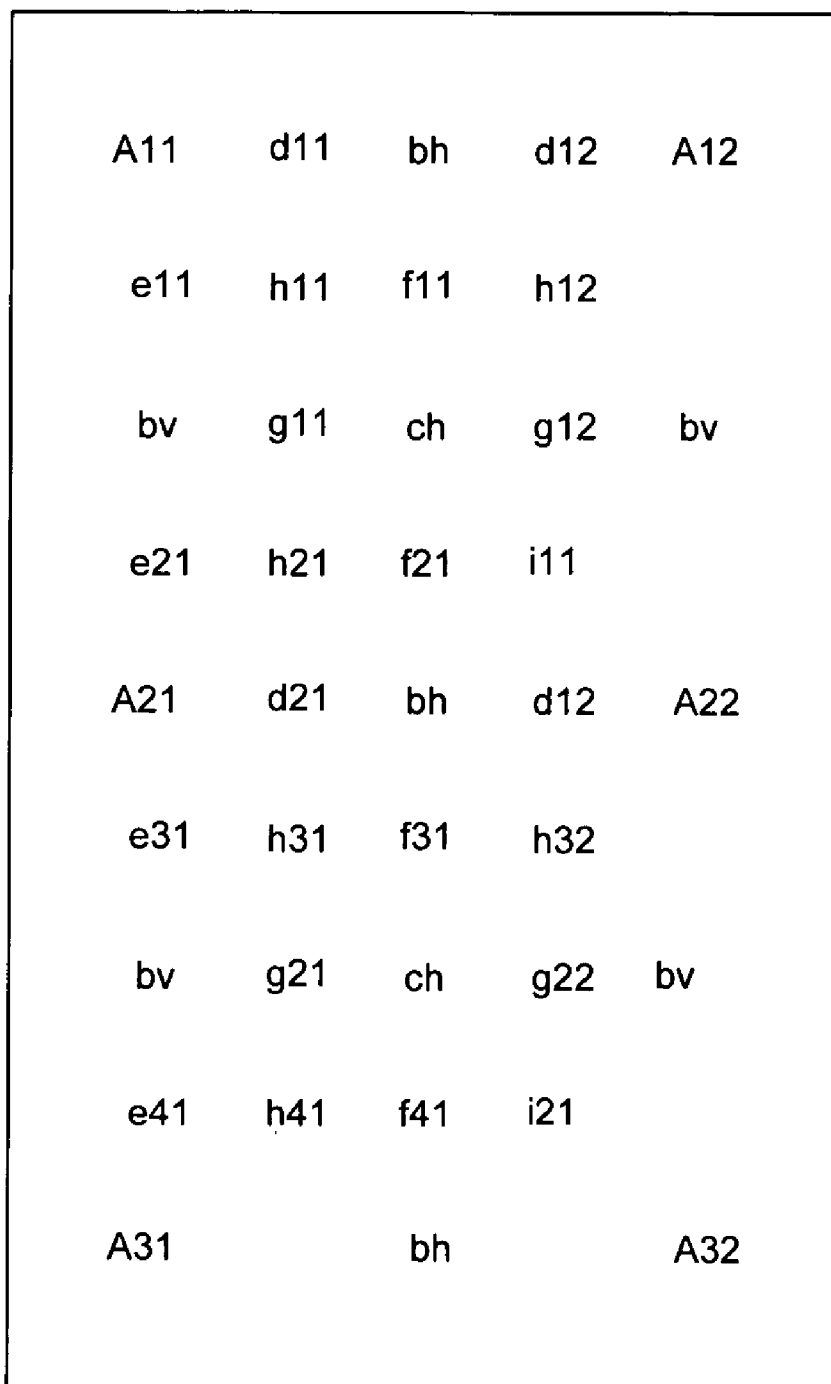 A11 d11 bh d12 A12
e11 h11 f11 h12
bv g11 ch g12 bv
e21 h21 f21 i11
A21 d21 bh d12 A22
e31 h31 f31 h32
bv g21 ch g22 bv
e41 h41 f41 i21
A31 bh A32